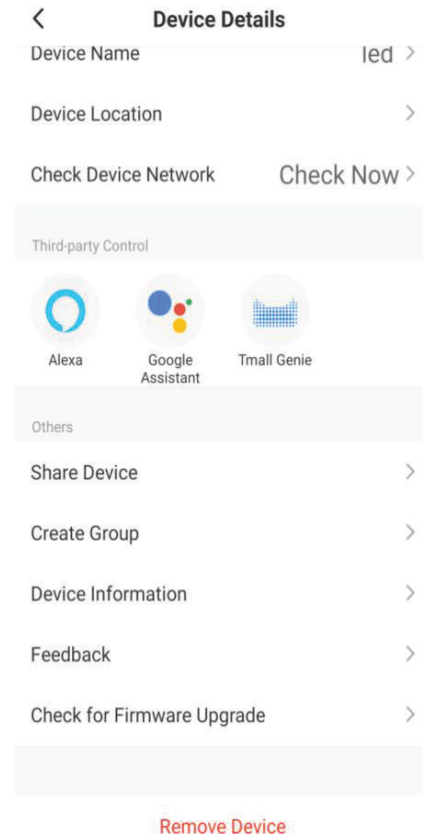 Device Details
Device Name led
Device Location
Check Device Network Check Now
Third-party Control
Alexa
Google
Assistant
Tmall Genie
Others
Share Device
Create Group
Device Information
Feedback
Check for Firmware Upgrade
Remove Device